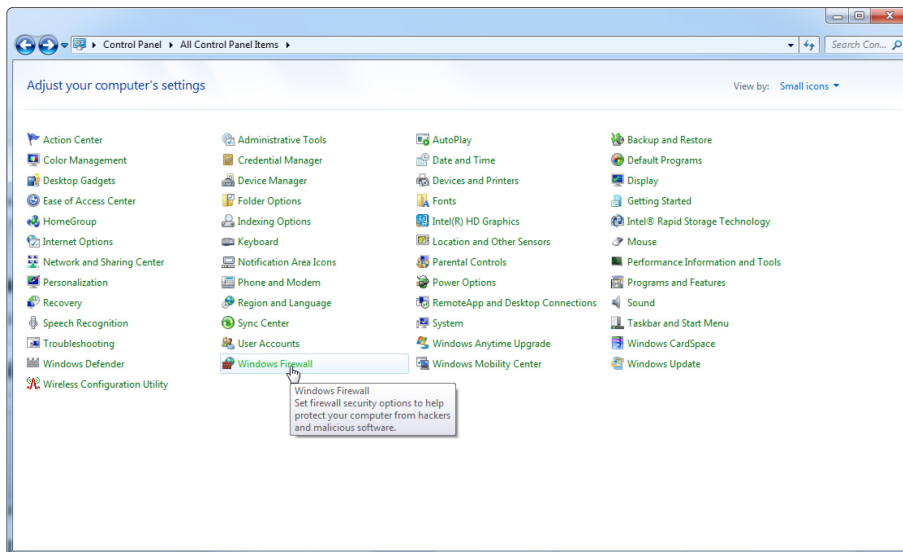 Control Panel ▸ All Control Panel Items ▸
Search Con...
Adjust your computer's settings
View by: Small icons
Action Center
Administrative Tools
AutoPlay
Backup and Restore
Color Management
Credential Manager
Date and Time
Default Programs
Desktop Gadgets
Device Manager
Devices and Printers
Display
Ease of Access Center
Folder Options
Fonts
Getting Started
HomeGroup
Indexing Options
Intel(R) HD Graphics
Intel® Rapid Storage Technology
Internet Options
Keyboard
Location and Other Sensors
Mouse
Network and Sharing Center
Notification Area Icons
Parental Controls
Performance Information and Tools
Personalization
Phone and Modem
Power Options
Programs and Features
Recovery
Region and Language
RemoteApp and Desktop Connections
Sound
Speech Recognition
Sync Center
System
Taskbar and Start Menu
Troubleshooting
User Accounts
Windows Anytime Upgrade
Windows CardSpace
Windows Defender
Windows Firewall
Windows Mobility Center
Windows Update
Wireless Configuration Utility
Windows Firewall
Set firewall security options to help
protect your computer from hackers
and malicious software.